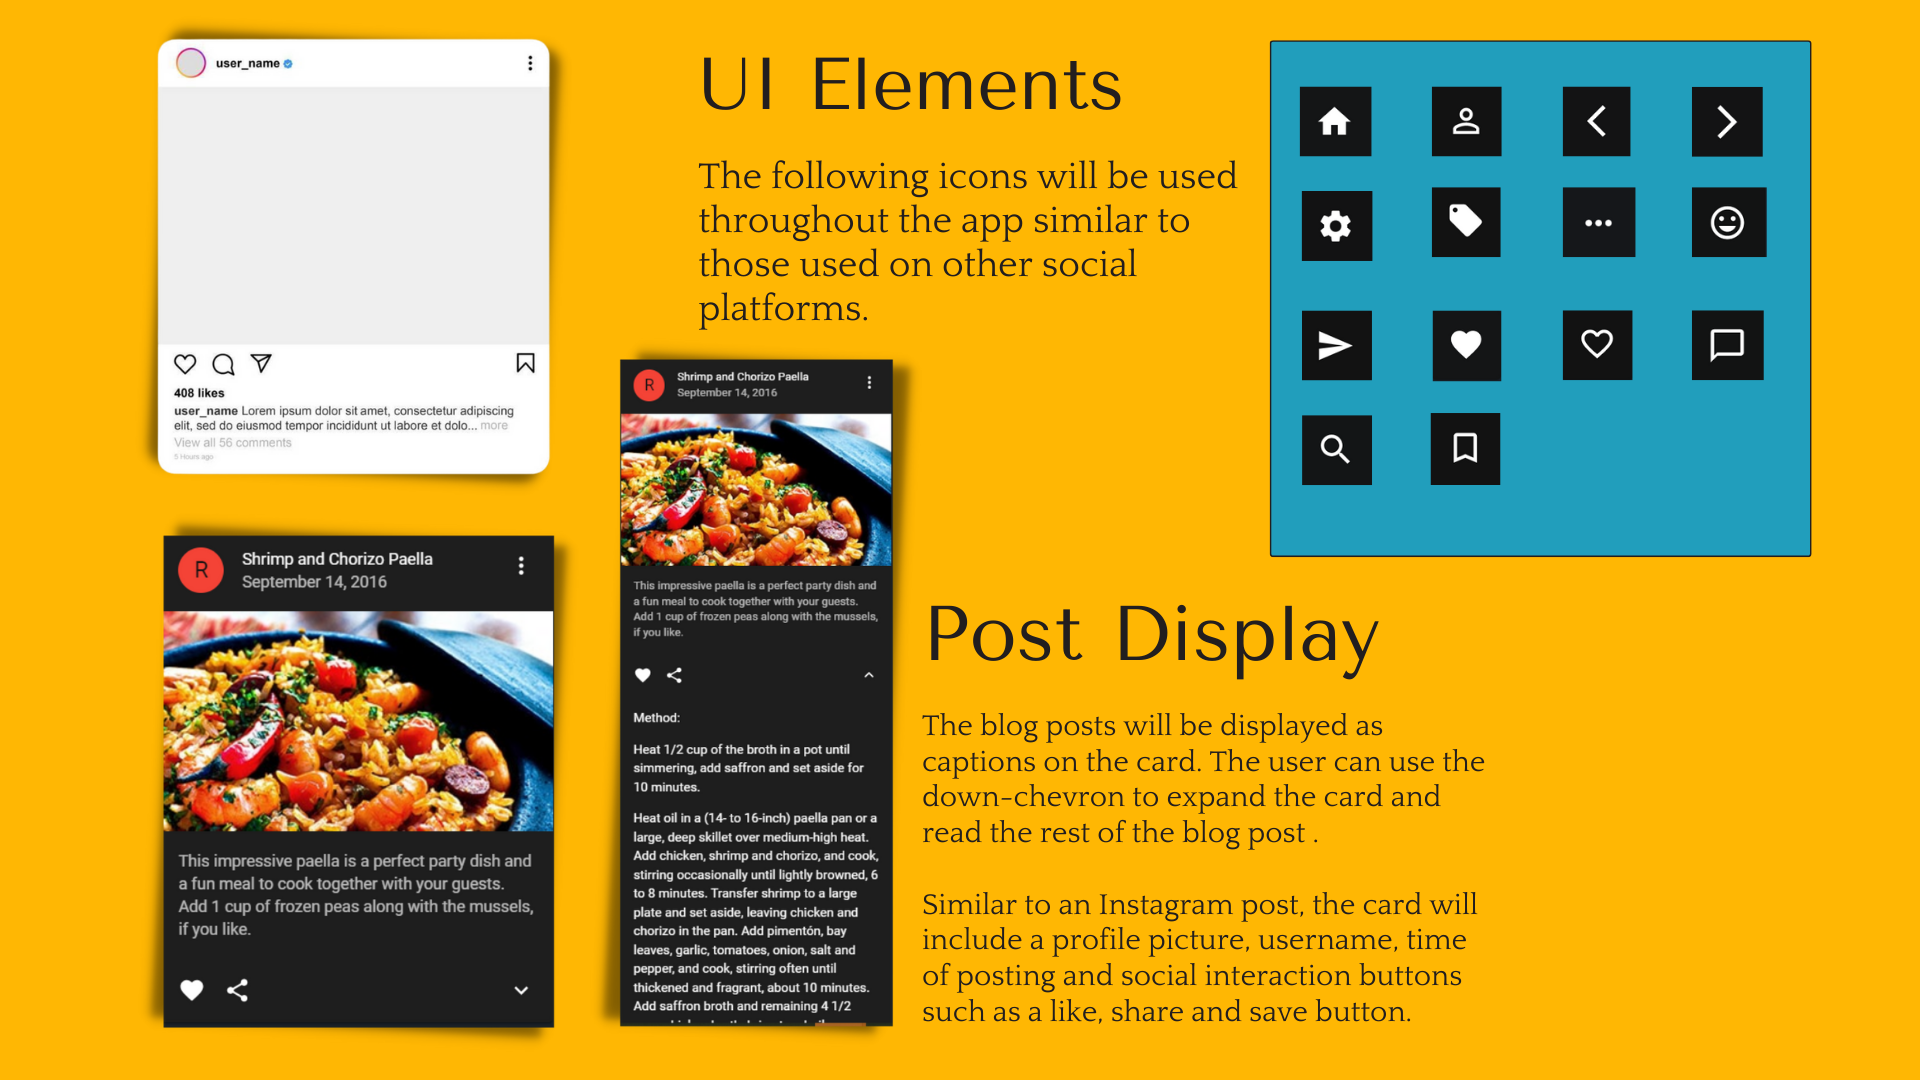 user_name
408 likes
user_name Lorem ipsum dolor sit amet, consectetur adipiscing
elit, sed do eiusmod tempor incididunt ut labore et dolo... more
View all 56 comments
5 Hours ago
UI Elements
The following icons will be used
throughout the app similar to
those used on other social
platforms.
R
Shrimp and Chorizo Paella
September 14, 2016
This impressive paella is a perfect party dish and
a fun meal to cook together with your guests.
Add 1 cup of frozen peas along with the mussels,
if you like.
R
Shrimp and Chorizo Paella
September 14, 2016
This impressive paella is a perfect party dish and
a fun meal to cook together with your guests.
Add 1 cup of frozen peas along with the mussels,
if you like.
Method:
Heat 1/2 cup of the broth in a pot until
simmering, add saffron and set aside for
10 minutes.
Heat oil in a (14- to 16-inch) paella pan or a
large, deep skillet over medium-high heat.
Add chicken, shrimp and chorizo, and cook,
stirring occasionally until lightly browned, 6
to 8 minutes. Transfer shrimp to a large
plate and set aside, leaving chicken and
chorizo in the pan. Add pimentón, bay
leaves, garlic, tomatoes, onion, salt and
pepper, and cook, stirring often until
thickened and fragrant, about 10 minutes.
Add saffron broth and remaining 4 1/2
Post Display
The blog posts will be displayed as
captions on the card. The user can use the
down-chevron to expand the card and
read the rest of the blog post .
Similar to an Instagram post, the card will
include a profile picture, username, time
of posting and social interaction buttons
such as a like, share and save button.